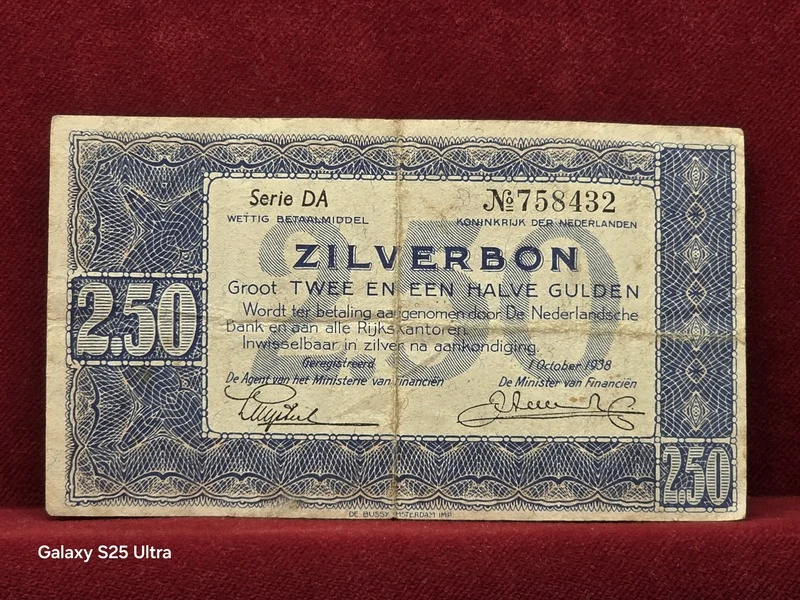 Serie DA
№758432
WETTIG BETAALMIDDEL
KONINKRIJK DER NEDERLANDEN
250
ZILVERBON
Groot TWEE EN EEN HALVE GULDEN
Wordt ter betaling aangenomen door De Nederlandsche
Bank en aan alle Rijkskantoren.
Inwisselbaar in zilver na aankondiging.
2.50
Geregistreerd
1 October 1938
De Agent van het Ministerie van Financiën
De Minister van Financiën
2.50
DE BUSSY AMSTERDAM IMP.
Galaxy S25 Ultra